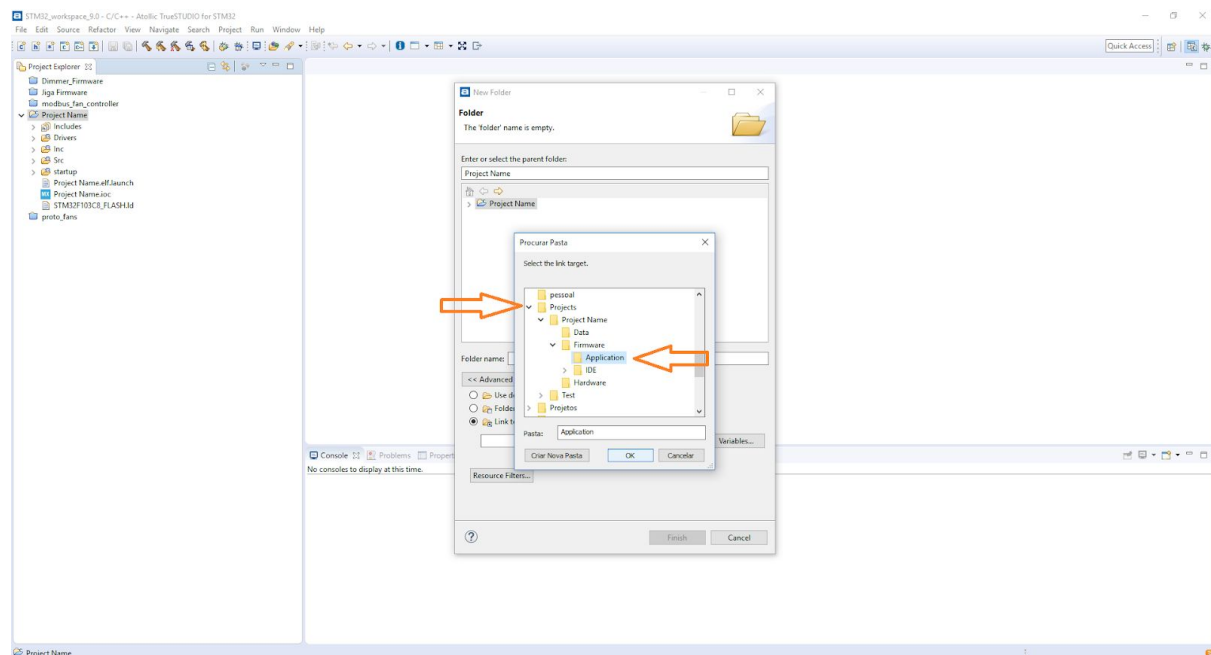 STM32_workspace_9.0 - C/C++ - Atollic TrueSTUDIO for STM32
File Edit Source Refactor View Navigate Search Project Run Window Help
Quick Access
Project Explorer
Dimmer_Firmware
Jiga Firmware
modbus_fan_controller
Project Name
Includes
Drivers
Inc
Src
startup
Project Name.elf.launch
Project Name.ioc
STM32F103C8_FLASH.ld
proto_fans
New Folder
Folder
The 'folder' name is empty.
Enter or select the parent folder:
Project Name
Project Name
Procurar Pasta
Select the link target.
pessoal
Projects
Project Name
Data
Firmware
Application
IDE
Hardware
Test
Projetos
Pasta: Application
Criar Nova Pasta OK Cancelar
Folder name:
<< Advanced
Use d
Folde
Link t
Variables...
Resource Filters...
Finish Cancel
Console Problems Propert
No consoles to display at this time.
Project Name